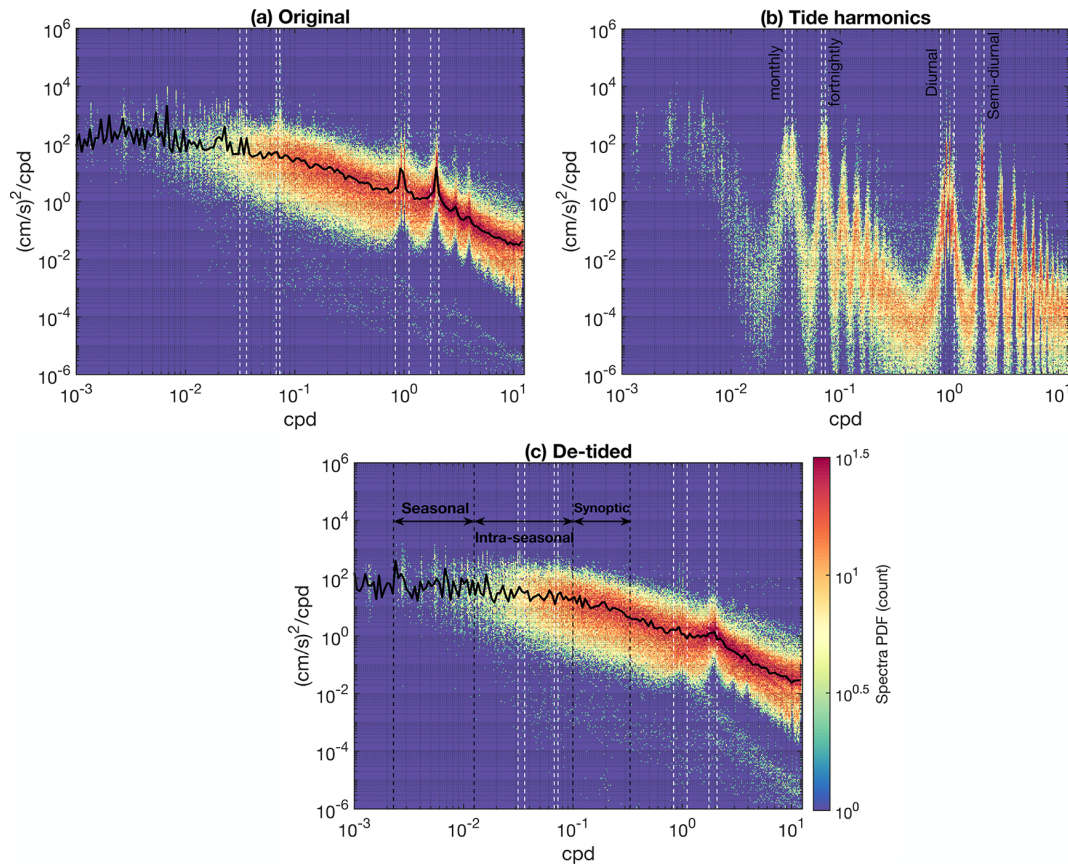 (a) Original
10^6
10^4
10^2
10^0
10^-2
10^-4
10^-6
(cm/s)^2/cpd
10^-3
10^-2
10^-1
10^0
10^1
cpd
(b) Tide harmonics
10^6
10^4
10^2
10^0
10^-2
10^-4
10^-6
(cm/s)^2/cpd
monthly
fortnightly
Diurnal
Semi-diurnal
10^-2
10^-1
10^0
10^1
cpd
(c) De-tided
10^6
10^4
10^2
10^0
10^-2
10^-4
10^-6
(cm/s)^2/cpd
Seasonal
Synoptic
Intra-seasonal
10^-3
10^-2
10^-1
10^0
10^1
cpd
10^1.5
10^1
10^0.5
10^0
Spectra PDF (count)